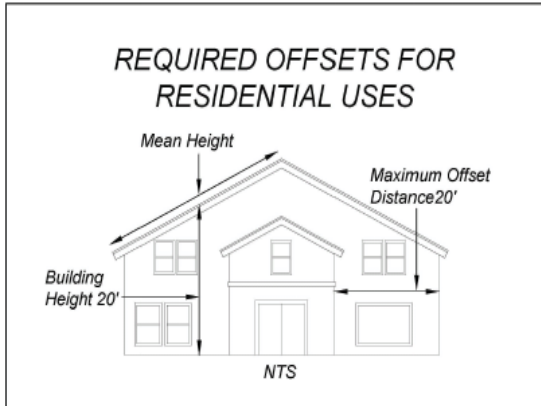 REQUIRED OFFSETS FOR
RESIDENTIAL USES
Mean Height
Maximum Offset
Distance20'
Building
Height 20'
NTS